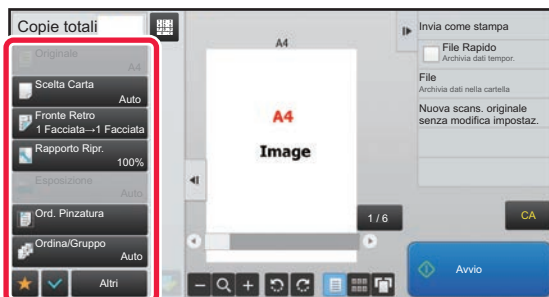 Copie totali
Originale
A4
Scelta Carta
Auto
Fronte Retro
1 Facciata→1 Facciata
Rapporto Ripr.
100%
Esposizione
Auto
Ord. Pinzatura
Ordina/Gruppo
Auto
Altri
A4
A4
Image
1 / 6
Invia come stampa
File Rapido
Archivia dati tempor.
File
Archivia dati nella cartella
Nuova scans. originale
senza modifica impostaz.
CA
Avvio